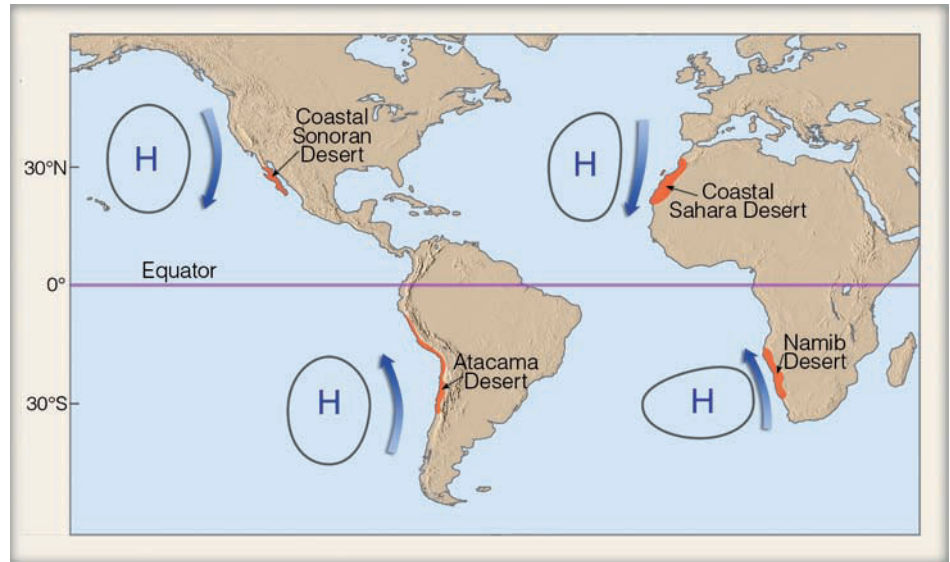 H
Coastal
Sonoran
Desert
H
30°N
Coastal
Sahara Desert
Equator
0°
Atacama
Desert
Namib
Desert
H
H
30°S